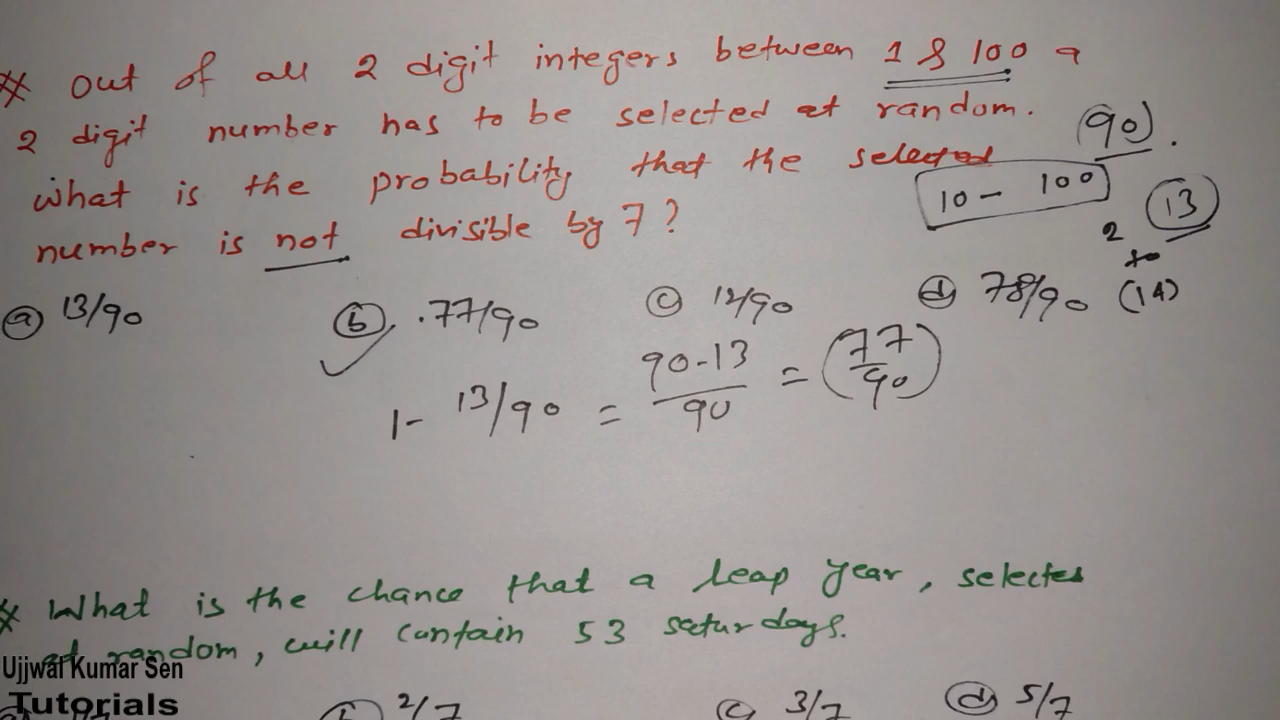 * out of all 2 digit integers between 1 & 100 a
2 digit number has to be selected at random.
what is the probability that the selected
number is not divisible by 7?
(90).
10 - 100
13
2 to (14)
(a) 13/90 (b) .77/90 (c) 12/90 (d) 78/90
1 - 13/90 = 90-13/90 = (77/90)
* What is the chance that a leap year, selected
at random, will contain 53 saturdays.
Ujjwal Kumar Sen
Tutorials
(b) 2/7 (c) 3/7 (d) 5/7